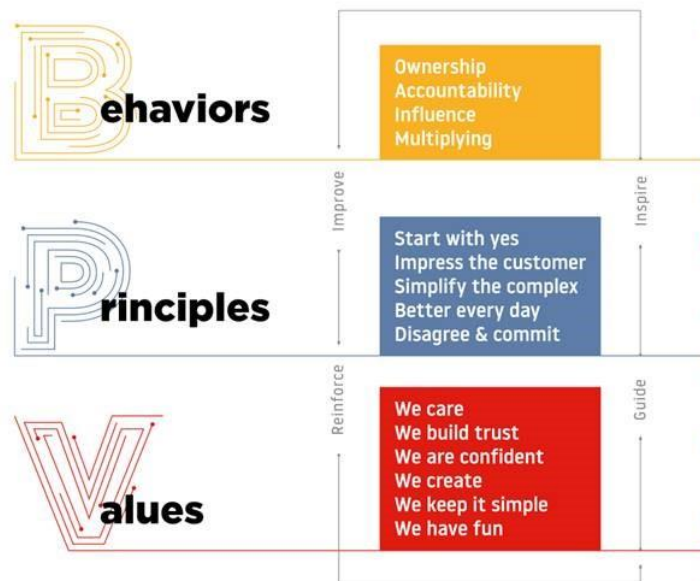 Behaviors
Ownership
Accountability
Influence
Multiplying
Improve
Inspire
Principles
Start with yes
Impress the customer
Simplify the complex
Better every day
Disagree & commit
Reinforce
Guide
Values
We care
We build trust
We are confident
We create
We keep it simple
We have fun